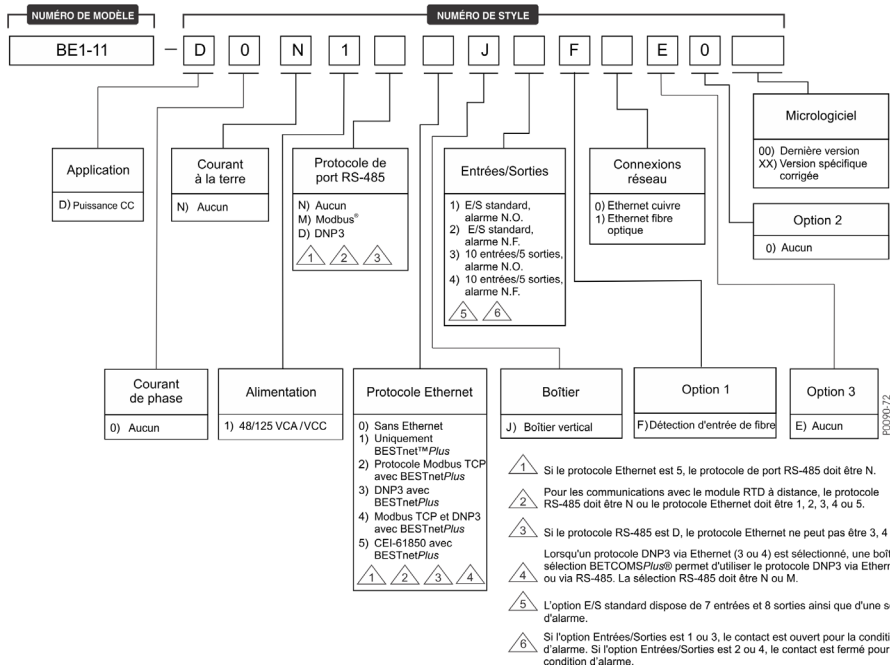 NUMÉRO DE MODÈLE
NUMÉRO DE STYLE
BE1-11 – D 0 N 1 J F E 0
Micrologiciel
00) Dernière version
XX) Version spécifique
corrigée
Application
D) Puissance CC
Courant
à la terre
N) Aucun
Protocole de
port RS-485
N) Aucun
M) Modbus®
D) DNP3
1 2 3
Entrées/Sorties
1) E/S standard,
alarme N.O.
2) E/S standard,
alarme N.F.
3) 10 entrées/5 sorties,
alarme N.O.
4) 10 entrées/5 sorties,
alarme N.F.
5 6
Connexions
réseau
0) Ethernet cuivre
1) Ethernet fibre
optique
Option 2
0) Aucun
Courant
de phase
0) Aucun
Alimentation
1) 48/125 VCA /VCC
Protocole Ethernet
0) Sans Ethernet
1) Uniquement
BESTnet™Plus
2) Protocole Modbus TCP
avec BESTnetPlus
3) DNP3 avec
BESTnetPlus
4) Modbus TCP et DNP3
avec BESTnetPlus
5) CEI-61850 avec
BESTnetPlus
1 2 3 4
Boîtier
J) Boîtier vertical
Option 1
F) Détection d'entrée de fibre
Option 3
E) Aucun
P0090-72
1 Si le protocole Ethernet est 5, le protocole de port RS-485 doit être N.
2 Pour les communications avec le module RTD à distance, le protocole
RS-485 doit être N ou le protocole Ethernet doit être 1, 2, 3, 4 ou 5.
3 Si le protocole RS-485 est D, le protocole Ethernet ne peut pas être 3, 4
4 Lorsqu'un protocole DNP3 via Ethernet (3 ou 4) est sélectionné, une
sélection BETCOMSPlus® permet d'utiliser le protocole DNP3 via
ou via RS-485. La sélection RS-485 doit être N ou M.
5 L'option E/S standard dispose de 7 entrées et 8 sorties ainsi que d'une
d'alarme.
6 Si l'option Entrées/Sorties est 1 ou 3, le contact est ouvert pour la
d'alarme. Si l'option Entrées/Sorties est 2 ou 4, le contact est fermé pour
condition d'alarme.